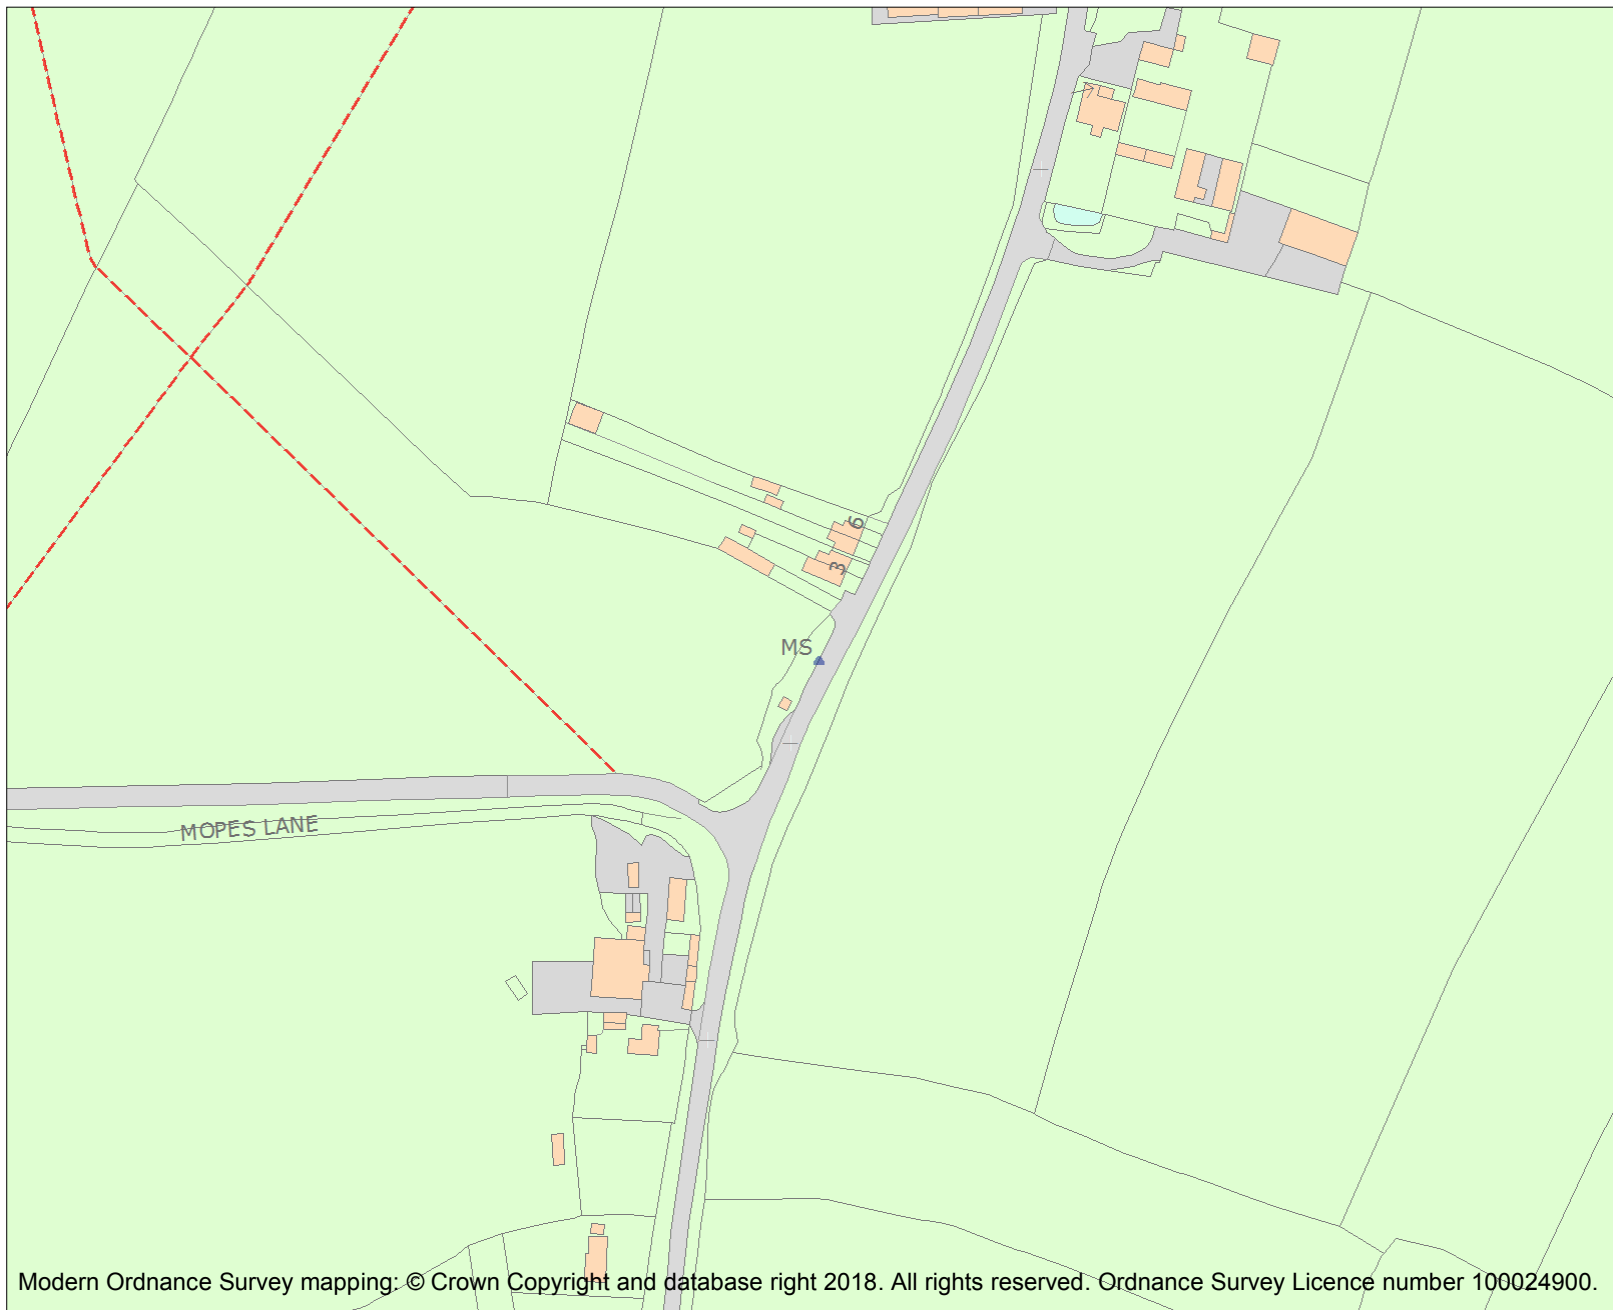 6
3
MS
MOPES LANE
Modern Ordnance Survey mapping: © Crown Copyright and database right 2018. All rights reserved. Ordnance Survey Licence number 100024900.